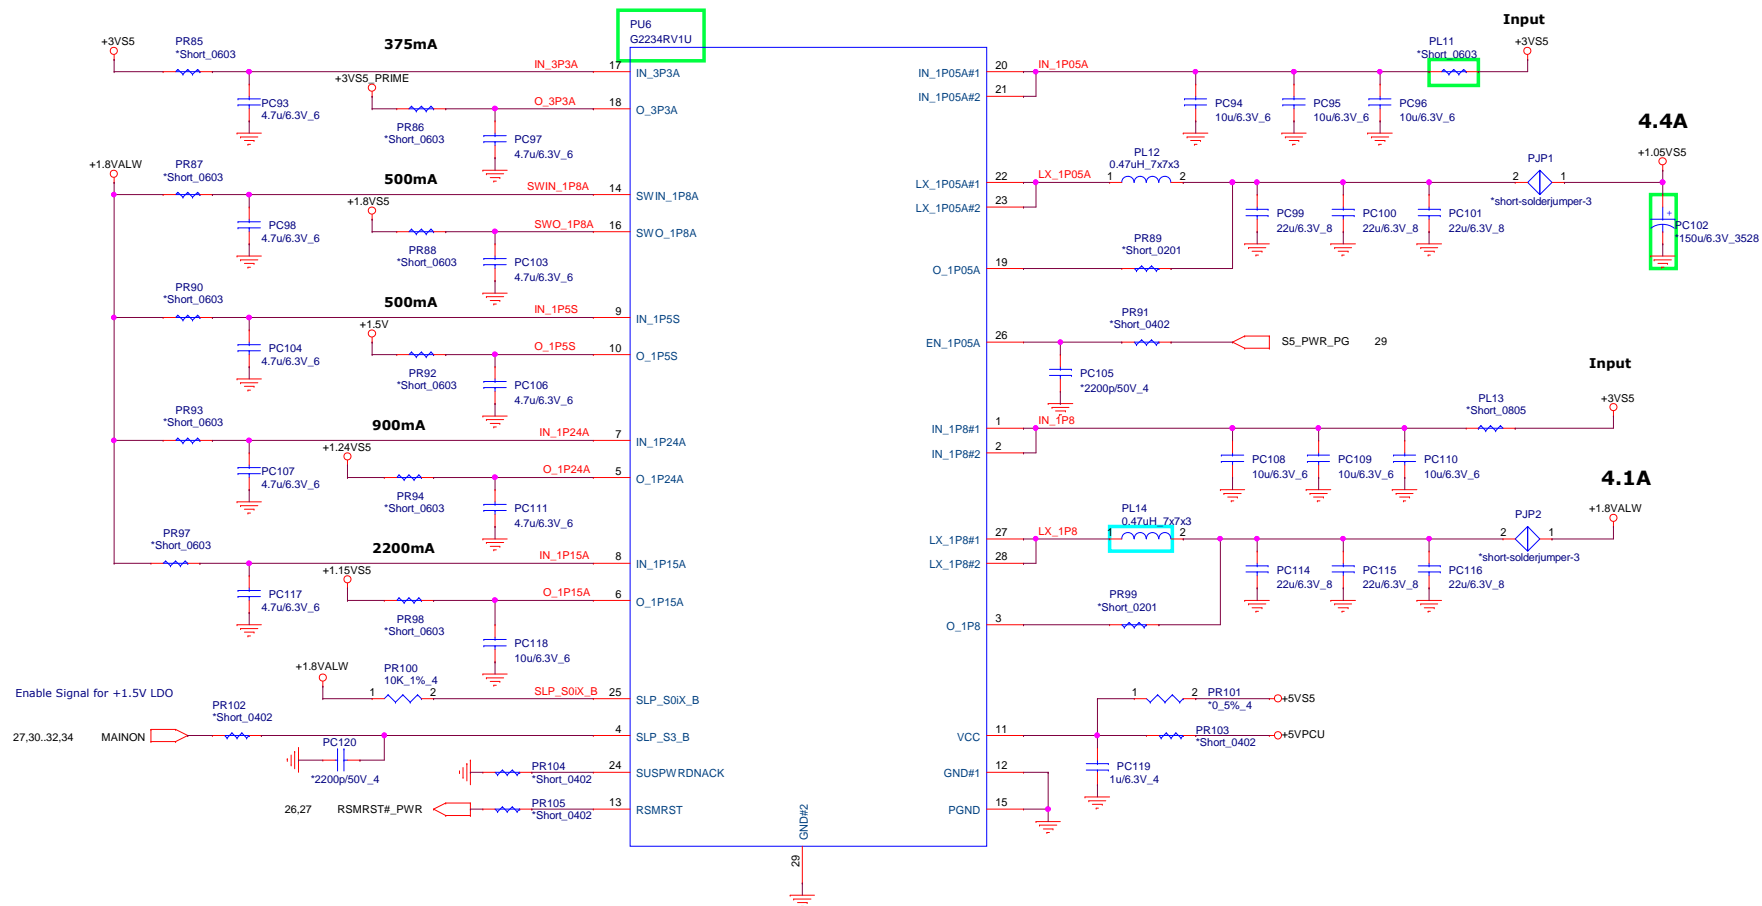 PU6
G2234RV1U
+3VS5
PR85
*Short_0603
375mA
IN_3P3A
17
IN_3P3A
PC93
4.7u/6.3V_6
+3VS5_PRIME
O_3P3A
18
O_3P3A
PR86
*Short_0603
PC97
4.7u/6.3V_6
+1.8VALW
PR87
*Short_0603
500mA
SWIN_1P8A
14
SWIN_1P8A
PC98
4.7u/6.3V_6
+1.8VS5
SWO_1P8A
16
SWO_1P8A
PR88
*Short_0603
PC103
4.7u/6.3V_6
PR90
*Short_0603
500mA
IN_1P5S
9
IN_1P5S
PC104
4.7u/6.3V_6
+1.5V
O_1P5S
10
O_1P5S
PR92
*Short_0603
PC106
4.7u/6.3V_6
PR93
*Short_0603
900mA
IN_1P24A
7
IN_1P24A
PC107
4.7u/6.3V_6
+1.24VS5
O_1P24A
5
O_1P24A
PR94
*Short_0603
PC111
4.7u/6.3V_6
PR97
*Short_0603
2200mA
IN_1P15A
8
IN_1P15A
PC117
4.7u/6.3V_6
+1.15VS5
O_1P15A
6
O_1P15A
PR98
*Short_0603
PC118
10u/6.3V_6
+1.8VALW
PR100
10K_1%_4
1
2
SLP_S0iX_B
25
SLP_S0iX_B
Enable Signal for +1.5V LDO
PR102
*Short_0402
27,30..32,34
MAINON
4
SLP_S3_B
PC120
*2200p/50V_4
PR104
*Short_0402
24
SUSPWRDNACK
26,27
RSMRST#_PWR
PR105
*Short_0402
13
RSMRST
GND#2
29
Input
PL11
*Short_0603
+3VS5
IN_1P05A#1
20
IN_1P05A
IN_1P05A#2
21
PC94
10u/6.3V_6
PC95
10u/6.3V_6
PC96
10u/6.3V_6
4.4A
+1.05VS5
PL12
0.47uH_7x7x3
PJP1
LX_1P05A#1
22
LX_1P05A
1
2
2
1
LX_1P05A#2
23
*short-solderjumper-3
PC99
22u/6.3V_8
PC100
22u/6.3V_8
PC101
22u/6.3V_8
+
PC102
*150u/6.3V_3528
PR89
*Short_0201
O_1P05A
19
PR91
*Short_0402
EN_1P05A
26
S5_PWR_PG
29
PC105
*2200p/50V_4
Input
PL13
*Short_0805
+3VS5
IN_1P8#1
1
IN_1P8
IN_1P8#2
2
PC108
10u/6.3V_6
PC109
10u/6.3V_6
PC110
10u/6.3V_6
4.1A
+1.8VALW
PL14
0.47uH_7x7x3
PJP2
LX_1P8#1
27
LX_1P8
1
2
2
1
LX_1P8#2
28
*short-solderjumper-3
PC114
22u/6.3V_8
PC115
22u/6.3V_8
PC116
22u/6.3V_8
PR99
*Short_0201
O_1P8
3
1
2
PR101
*0_5%_4
+5VS5
VCC
11
PR103
*Short_0402
+5VPCU
PC119
1u/6.3V_4
GND#1
12
PGND
15